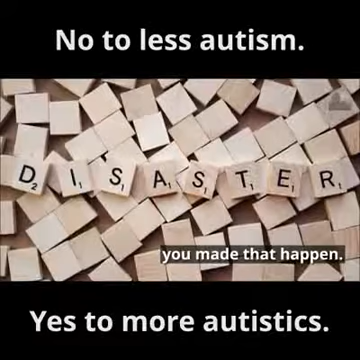 No to less autism.
DISASTER
you made that happen.
Yes to more autistics.